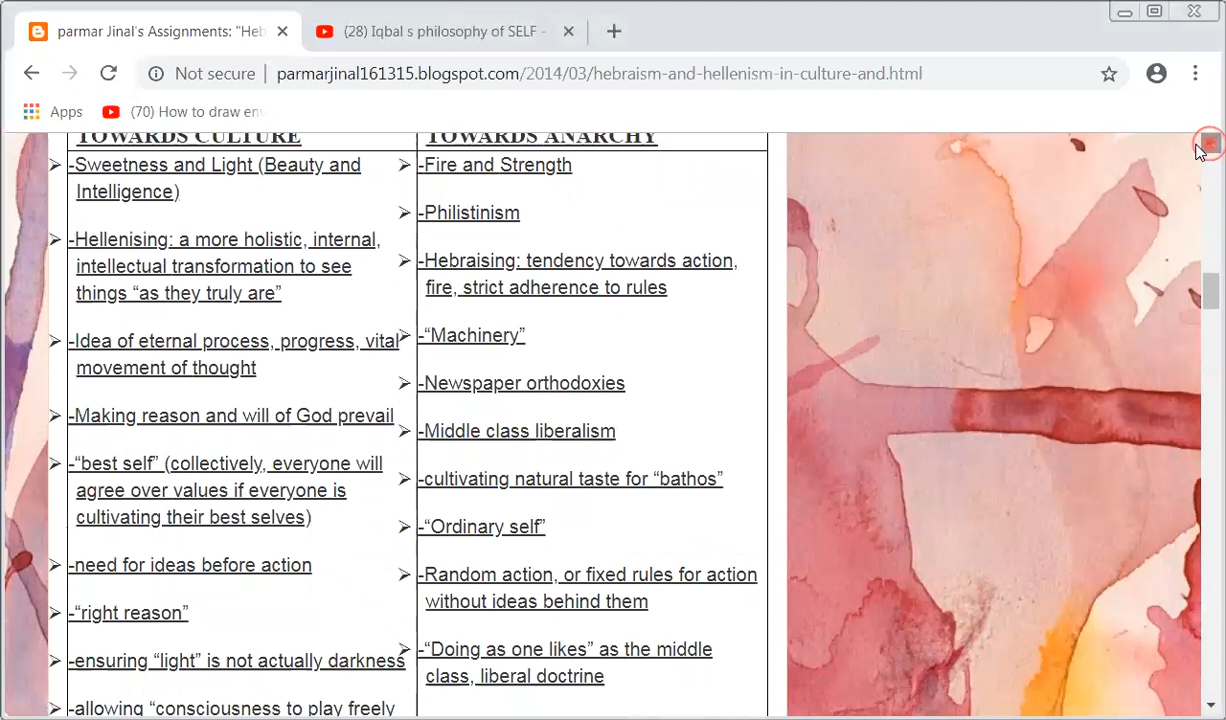 parmar Jinal's Assignments: "Heb
(28) Iqbal s philosophy of SELF -
Not secure
parmarjinal161315.blogspot.com/2014/03/hebraism-and-hellenism-in-culture-and.html
Apps
(70) How to draw env
TOWARDS CULTURE
-Sweetness and Light (Beauty and
Intelligence)
-Hellenising: a more holistic, internal,
intellectual transformation to see
things “as they truly are”
-Idea of eternal process, progress, vital
movement of thought
-Making reason and will of God prevail
-“best self” (collectively, everyone will
agree over values if everyone is
cultivating their best selves)
-need for ideas before action
-“right reason”
-ensuring “light” is not actually darkness
-allowing “consciousness to play freely
TOWARDS ANARCHY
-Fire and Strength
-Philistinism
-Hebraising: tendency towards action,
fire, strict adherence to rules
-“Machinery”
-Newspaper orthodoxies
-Middle class liberalism
-cultivating natural taste for “bathos”
-“Ordinary self”
-Random action, or fixed rules for action
without ideas behind them
-“Doing as one likes” as the middle
class, liberal doctrine